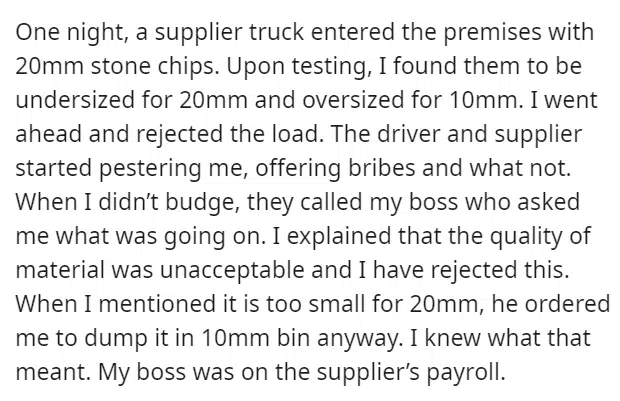 One night, a supplier truck entered the premises with
20mm stone chips. Upon testing, I found them to be
undersized for 20mm and oversized for 10mm. I went
ahead and rejected the load. The driver and supplier
started pestering me, offering bribes and what not.
When I didn’t budge, they called my boss who asked
me what was going on. I explained that the quality of
material was unacceptable and I have rejected this.
When I mentioned it is too small for 20mm, he ordered
me to dump it in 10mm bin anyway. I knew what that
meant. My boss was on the supplier’s payroll.